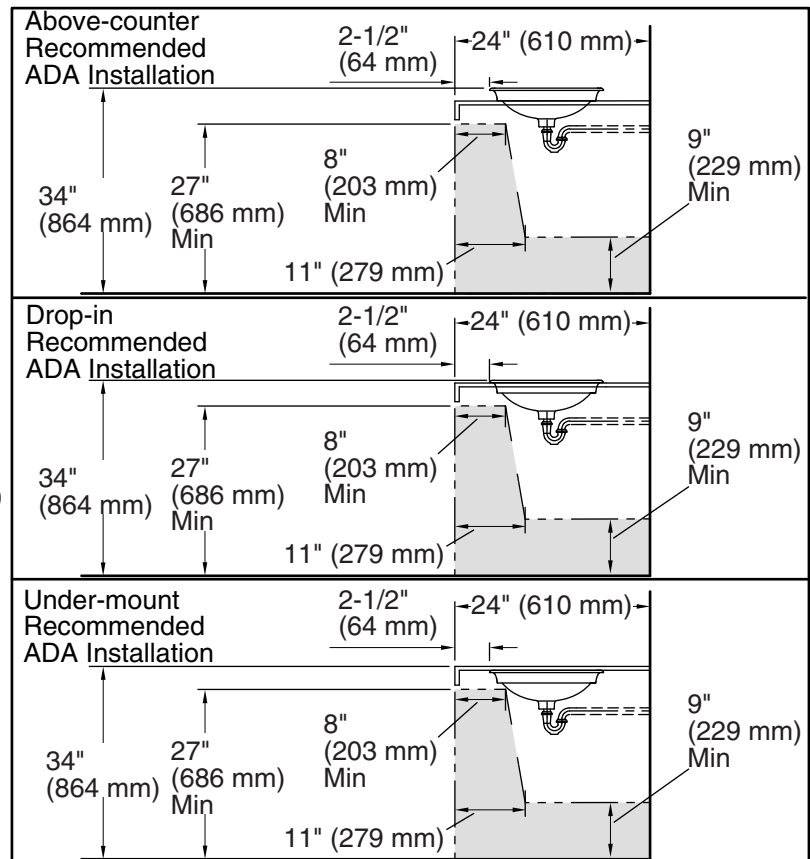 Above-counter
Recommended
ADA Installation
2-1/2"
(64 mm)
24" (610 mm)
34"
(864 mm)
27"
(686 mm)
Min
8"
(203 mm)
Min
9"
(229 mm)
Min
11" (279 mm)
Drop-in
Recommended
ADA Installation
2-1/2"
(64 mm)
24" (610 mm)
34"
(864 mm)
27"
(686 mm)
Min
8"
(203 mm)
Min
9"
(229 mm)
Min
11" (279 mm)
Under-mount
Recommended
ADA Installation
2-1/2"
(64 mm)
24" (610 mm)
34"
(864 mm)
27"
(686 mm)
Min
8"
(203 mm)
Min
9"
(229 mm)
Min
11" (279 mm)